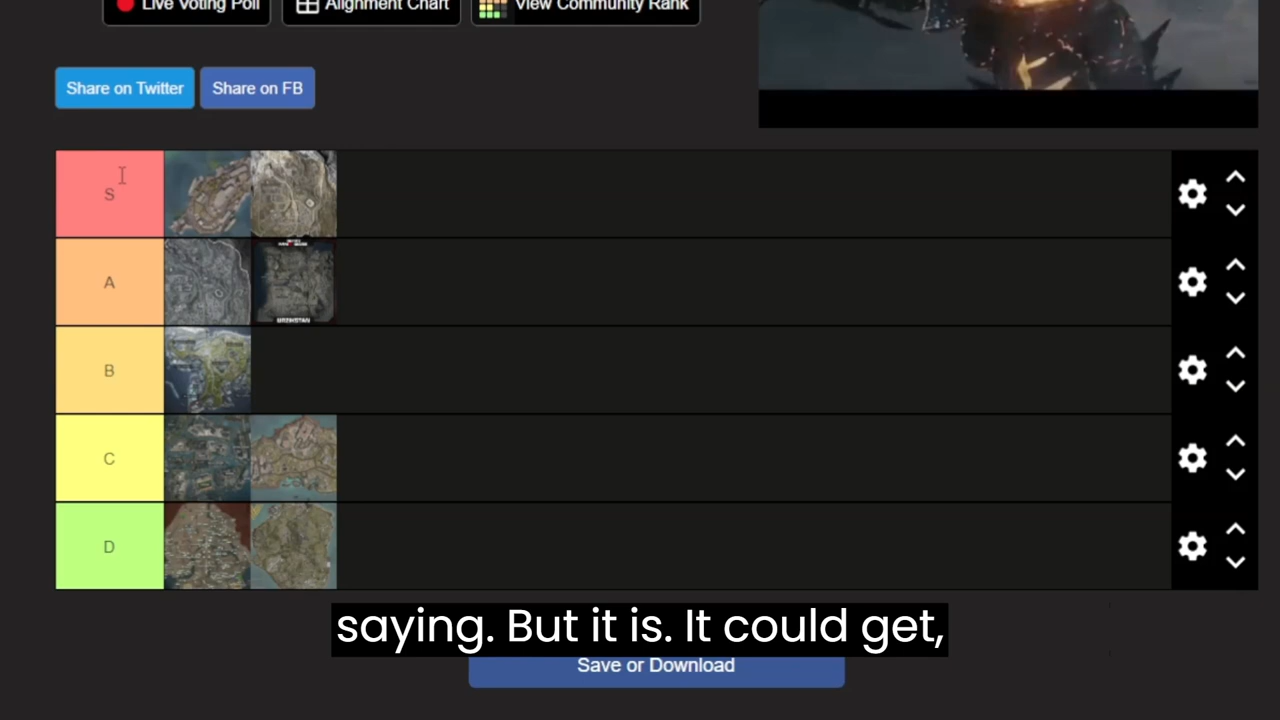 Live Voting Poll
Alignment Chart
View Community Rank
Share on Twitter
Share on FB
S
A
URZIKSTAN
B
C
D
saying. But it is. It could get,
Save or Download